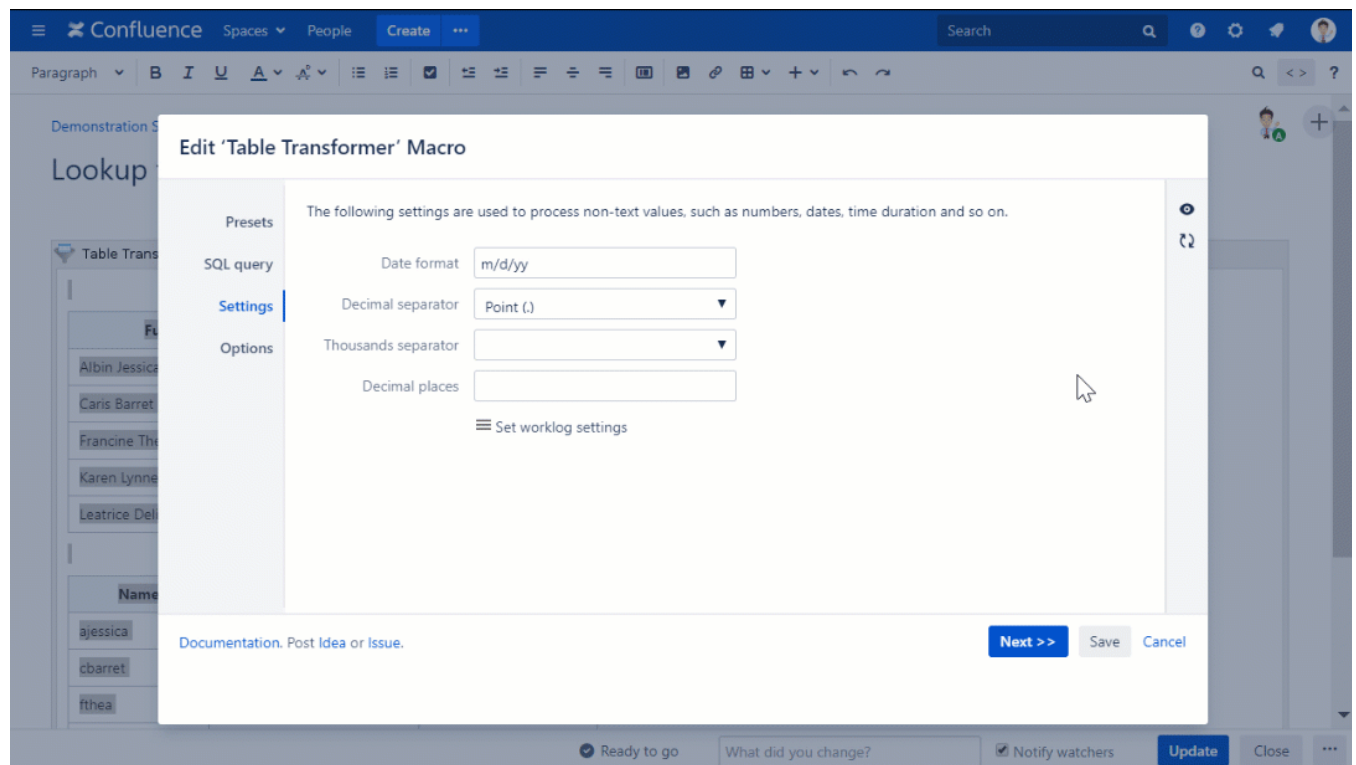 Confluence Spaces People Create ··· Search
Paragraph B I U A ?
Demonstration S
Lookup
Edit ‘Table Transformer’ Macro
The following settings are used to process non-text values, such as numbers, dates, time duration and so on.
Presets
SQL query
Settings
Options
Date format m/d/yy
Decimal separator Point (.)
Thousands separator
Decimal places
Set worklog settings
Table Trans
Fu
Albin Jessica
Caris Barret
Francine The
Karen Lynne
Leatrice Deli
Name
ajessica
cbarret
fthea
Documentation. Post Idea or Issue.
Next >> Save Cancel
Ready to go What did you change? Notify watchers Update Close ···